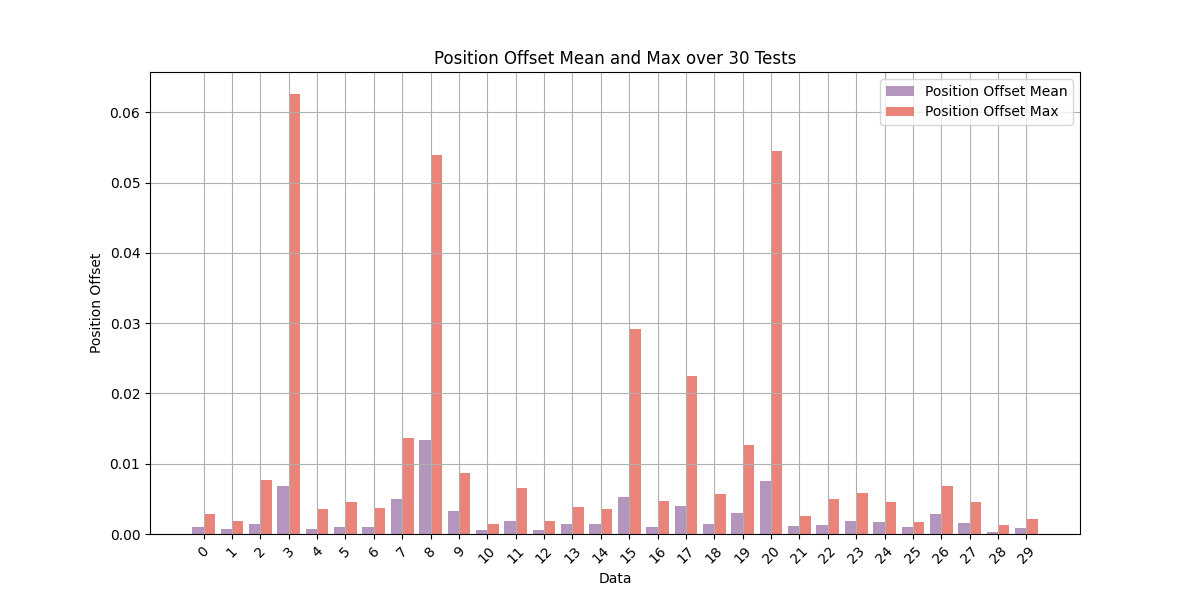 Position Offset Mean and Max over 30 Tests
Position Offset Mean
Position Offset Max
Position Offset
0.06
0.05
0.04
0.03
0.02
0.01
0.00
0 1 2 3 4 5 6 7 8 9 10 11 12 13 14 15 16 17 18 19 20 21 22 23 24 25 26 27 28 29
Data